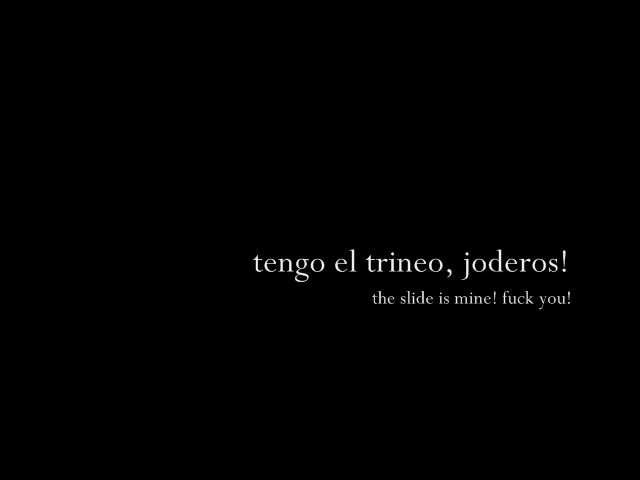 tengo el trineo, joderos!
the slide is mine! fuck you!